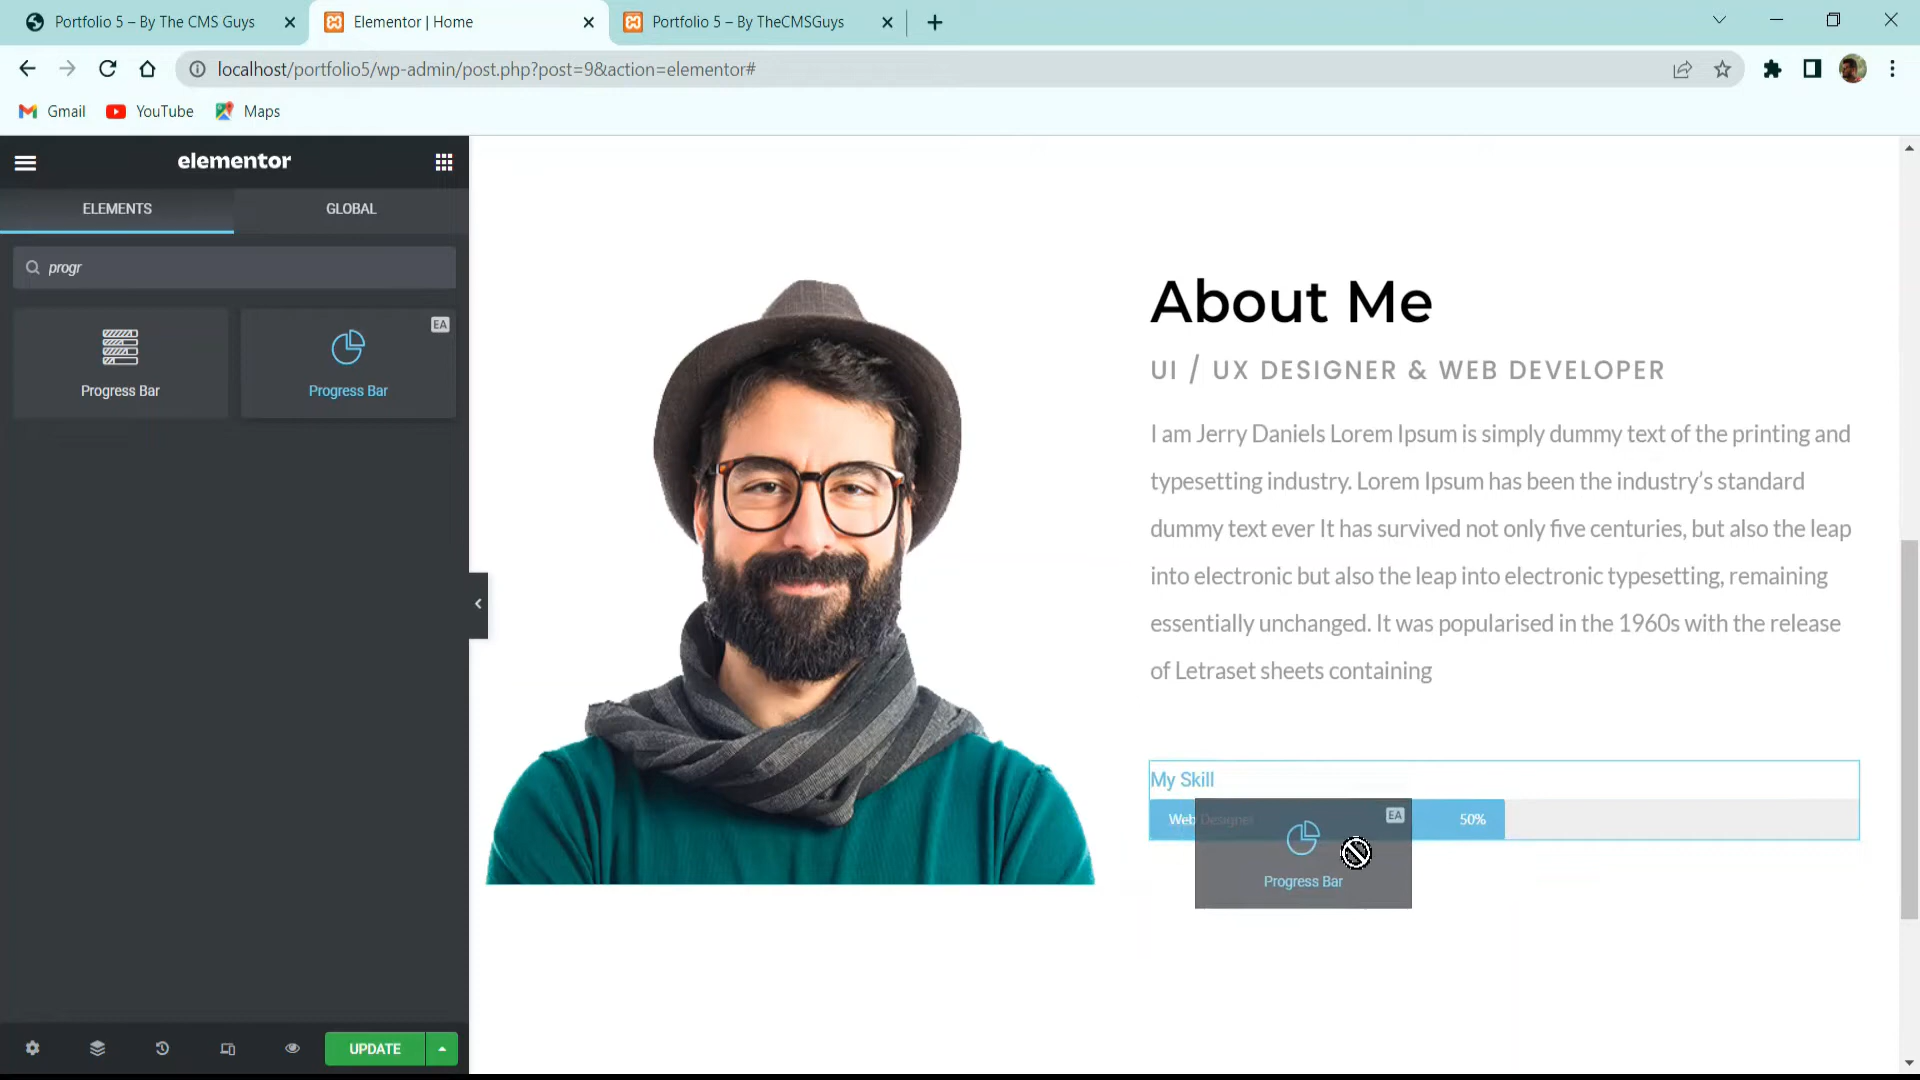 Portfolio 5 – By The CMS Guys
Elementor | Home
Portfolio 5 – By TheCMSGuys
localhost/portfolio5/wp-admin/post.php?post=9&action=elementor#
Gmail
YouTube
Maps
elementor
ELEMENTS
GLOBAL
progr
EA
Progress Bar
Progress Bar
UPDATE
About Me
UI / UX DESIGNER & WEB DEVELOPER
I am Jerry Daniels Lorem Ipsum is simply dummy text of the printing and
typesetting industry. Lorem Ipsum has been the industry’s standard
dummy text ever It has survived not only five centuries, but also the leap
into electronic but also the leap into electronic typesetting, remaining
essentially unchanged. It was popularised in the 1960s with the release
of Letraset sheets containing
My Skill
Web Designer
50%
EA
Progress Bar